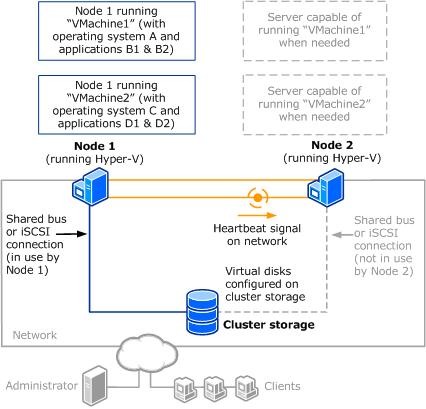 Node 1 running
“VMachine1” (with
operating system A and
applications B1 & B2)
Server capable of
running “VMachine1”
when needed
Node 1 running
“VMachine2” (with
operating system C and
applications D1 & D2)
Server capable of
running “VMachine2”
when needed
Node 1
(running Hyper-V)
Node 2
(running Hyper-V)
Shared bus
or iSCSI
connection
(in use by
Node 1)
Heartbeat signal
on network
Shared bus
or iSCSI
connection
(not in use
by Node 2)
Virtual disks
configured on
cluster storage
Cluster storage
Network
Administrator
Clients